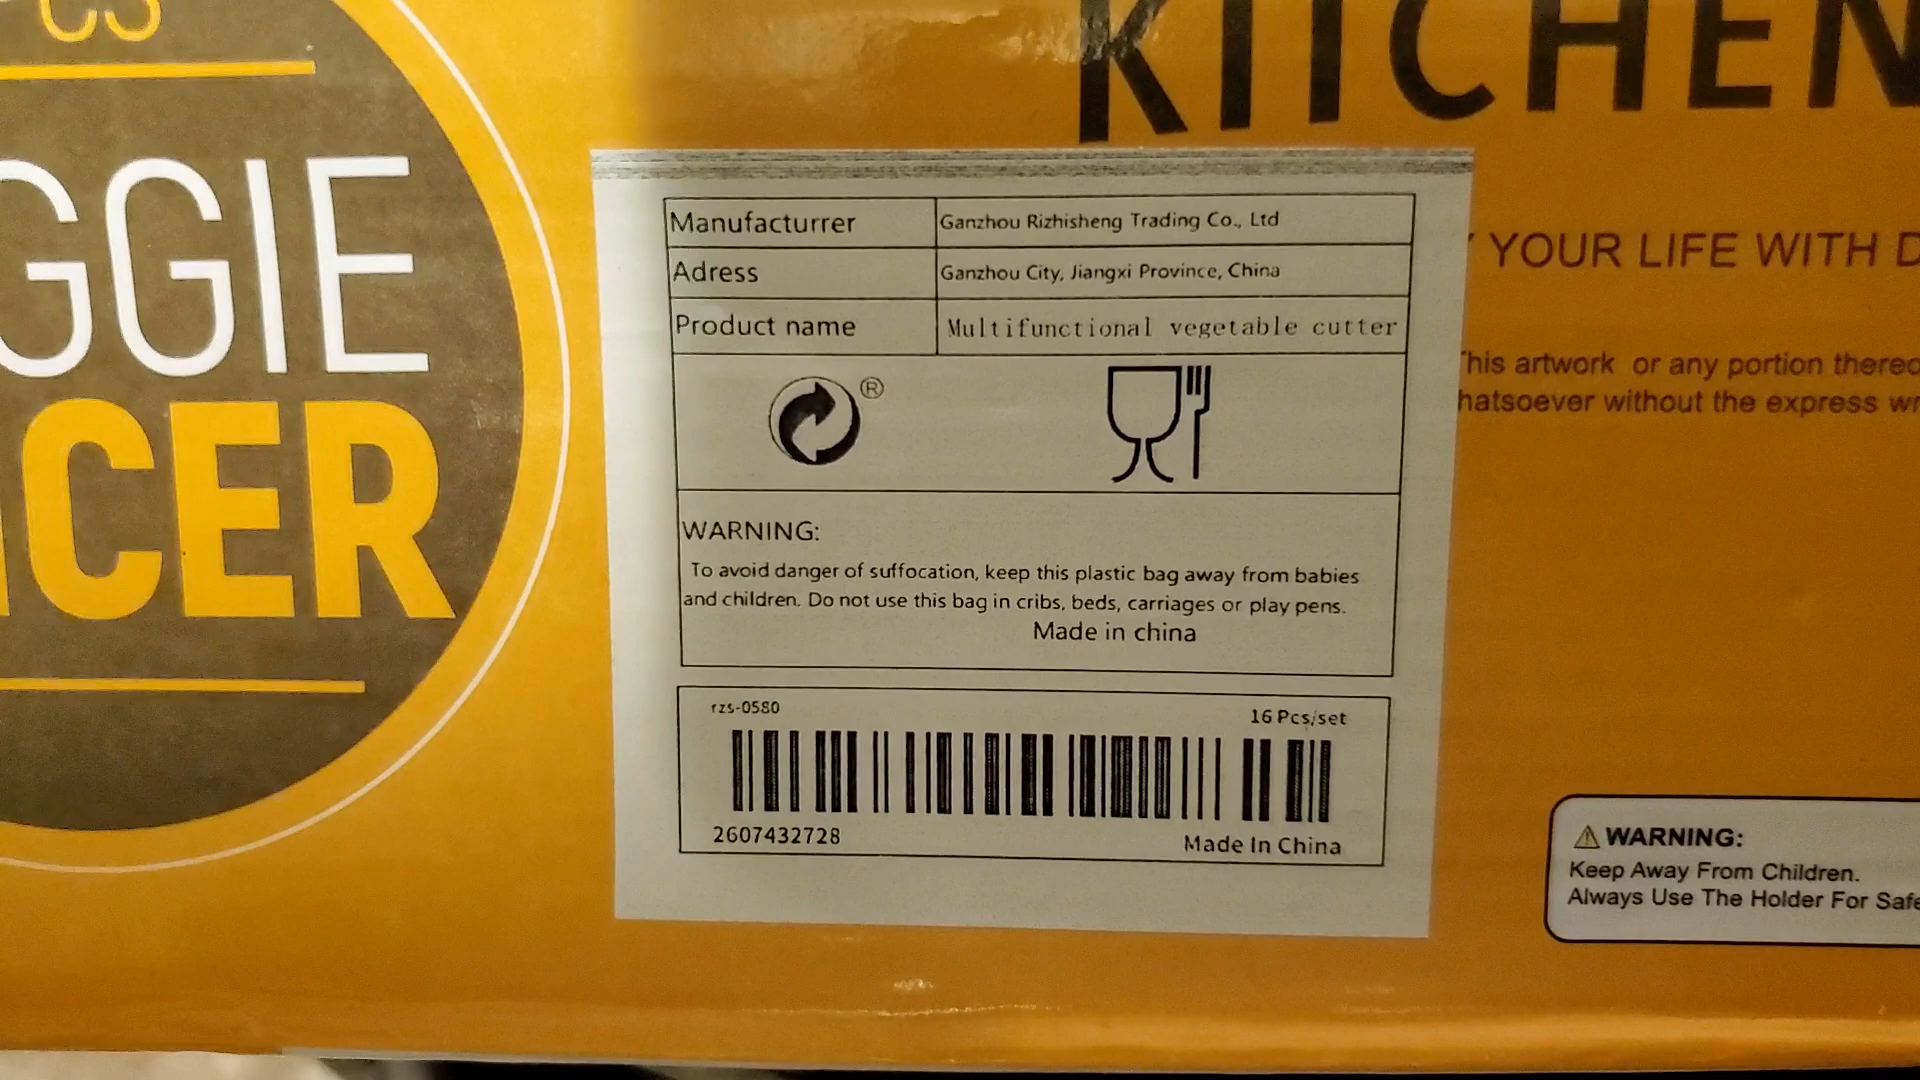 KITCHEN
GGIE
CER
YOUR LIFE WITH
Manufacturrer Ganzhou Rizhisheng Trading Co., Ltd
Adress Ganzhou City, Jiangxi Province, China
Product name Multifunctional vegetable cutter
®
WARNING:
To avoid danger of suffocation, keep this plastic bag away from babies
and children. Do not use this bag in cribs, beds, carriages or play pens.
Made in china
rzs-0580 16 Pcs/set
2607432728 Made In China
his artwork or any portion thereo
hatsoever without the express wr
WARNING:
Keep Away From Children.
Always Use The Holder For Safe